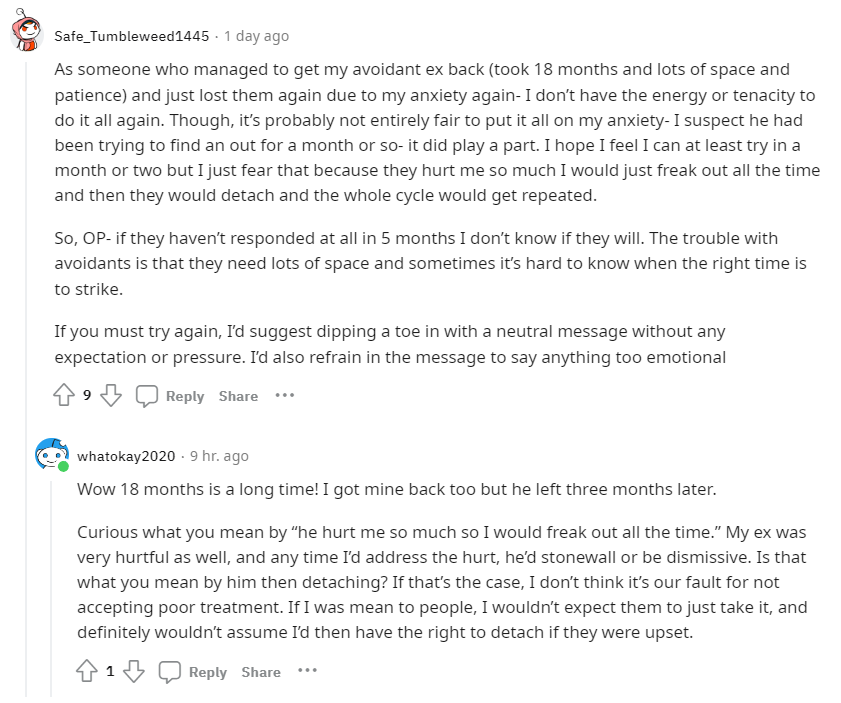 Safe_Tumbleweed1445 · 1 day ago
As someone who managed to get my avoidant ex back (took 18 months and lots of space and
patience) and just lost them again due to my anxiety again- I don’t have the energy or tenacity to
do it all again. Though, it’s probably not entirely fair to put it all on my anxiety- I suspect he had
been trying to find an out for a month or so- it did play a part. I hope I feel I can at least try in a
month or two but I just fear that because they hurt me so much I would just freak out all the time
and then they would detach and the whole cycle would get repeated.
So, OP- if they haven’t responded at all in 5 months I don’t know if they will. The trouble with
avoidants is that they need lots of space and sometimes it’s hard to know when the right time is
to strike.
If you must try again, I’d suggest dipping a toe in with a neutral message without any
expectation or pressure. I’d also refrain in the message to say anything too emotional
9 Reply Share ···
whatokay2020 · 9 hr. ago
Wow 18 months is a long time! I got mine back too but he left three months later.
Curious what you mean by “he hurt me so much so I would freak out all the time.” My ex was
very hurtful as well, and any time I’d address the hurt, he’d stonewall or be dismissive. Is that
what you mean by him then detaching? If that’s the case, I don’t think it’s our fault for not
accepting poor treatment. If I was mean to people, I wouldn’t expect them to just take it, and
definitely wouldn’t assume I’d then have the right to detach if they were upset.
1 Reply Share ···